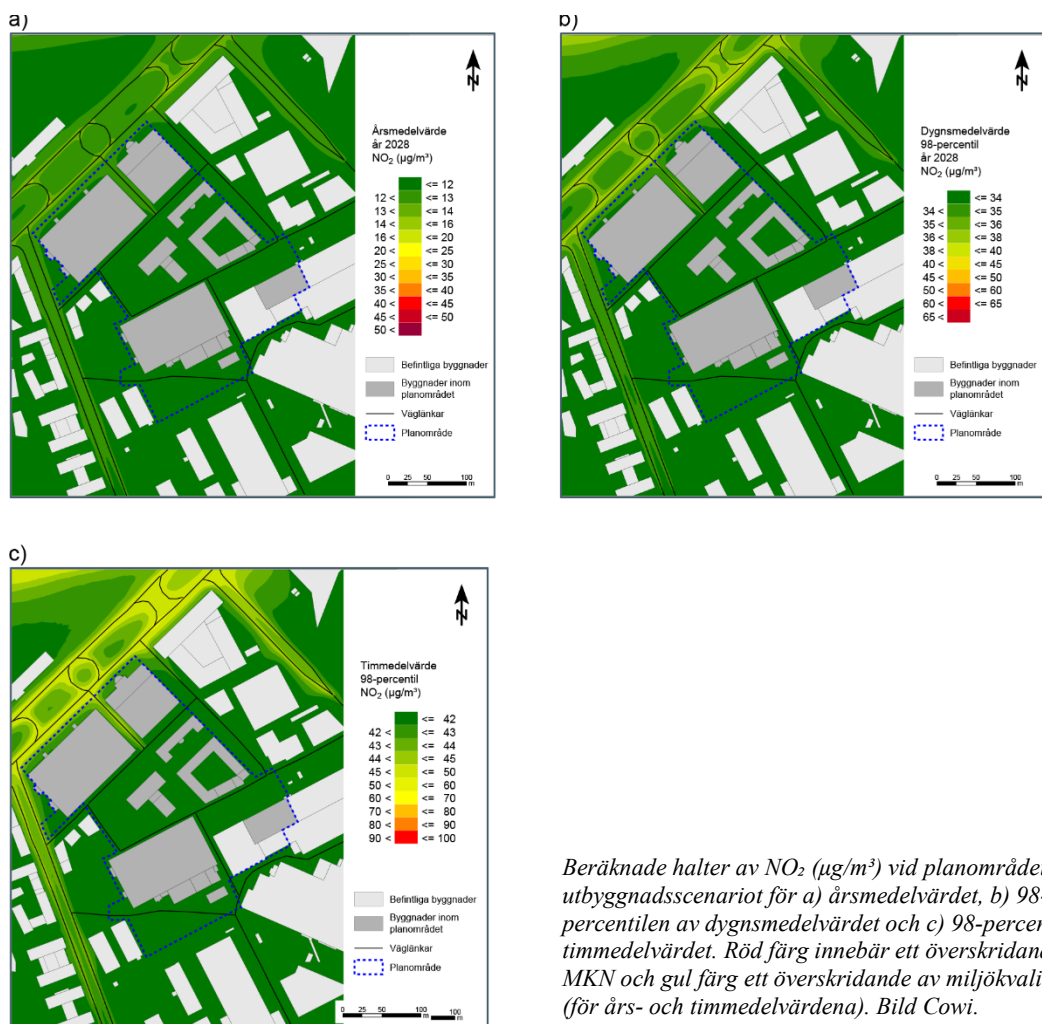 a)
N
Årsmedelvärde
år 2028
NO₂ (µg/m³)
<= 12
12 < <= 13
13 < <= 14
14 < <= 16
16 < <= 20
20 < <= 25
25 < <= 30
30 < <= 35
35 < <= 40
40 < <= 45
45 < <= 50
50 <
Befintliga byggnader
Byggnader inom
planområdet
Väglänkar
Planområde
0 25 50 100
m
b)
N
Dygnsmedelvärde
98-percentil
år 2028
NO₂ (µg/m³)
<= 34
34 < <= 35
35 < <= 36
36 < <= 38
38 < <= 40
40 < <= 45
45 < <= 50
50 < <= 60
60 < <= 65
65 <
Befintliga byggnader
Byggnader inom
planområdet
Väglänkar
Planområde
0 25 50 100
m
c)
N
Timmedelvärde
98-percentil
NO₂ (µg/m³)
<= 42
42 < <= 43
43 < <= 44
44 < <= 45
45 < <= 50
50 < <= 60
60 < <= 70
70 < <= 80
80 < <= 90
90 < <= 100
Befintliga byggnader
Byggnader inom
planområdet
Väglänkar
Planområde
0 25 50 100
m
Beräknade halter av NO₂ (µg/m³) vid planområde
utbyggnadsscenariot för a) årsmedelvärdet, b) 98-
percentilen av dygnsmedelvärdet och c) 98-percen
timmedelvärdet. Röd färg innebär ett överskridan
MKN och gul färg ett överskridande av miljökvali
(för års- och timmedelvärdena). Bild Cowi.